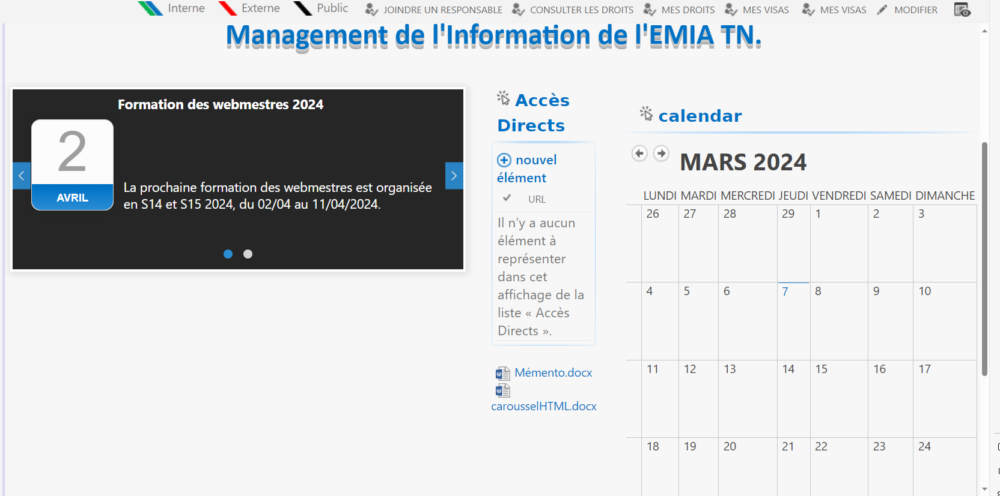 Interne Externe Public JOINDRE UN RESPONSABLE CONSULTER LES DROITS MES DROITS MES VISAS MES VISAS MODIFIER
Management de l'Information de l'EMIA TN.
Formation des webmestres 2024
2
AVRIL
La prochaine formation des webmestres est organisée
en S14 et S15 2024, du 02/04 au 11/04/2024.
Accès
Directs
nouvel
élément
URL
Il n’y a aucun
élément à
représenter
dans cet
affichage de la
liste « Accès
Directs ».
Mémento.docx
carousselHTML.docx
calendar
MARS 2024
LUNDI MARDI MERCREDI JEUDI VENDREDI SAMEDI DIMANCHE
26 27 28 29 1 2 3
4 5 6 7 8 9 10
11 12 13 14 15 16 17
18 19 20 21 22 23 24